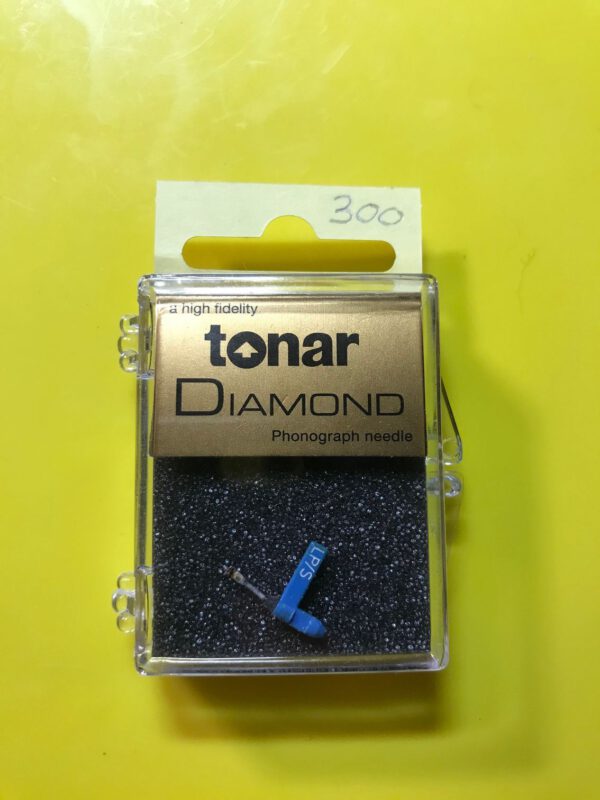 300
a high fidelity
tonar
DIAMOND
Phonograph needle
LP/S